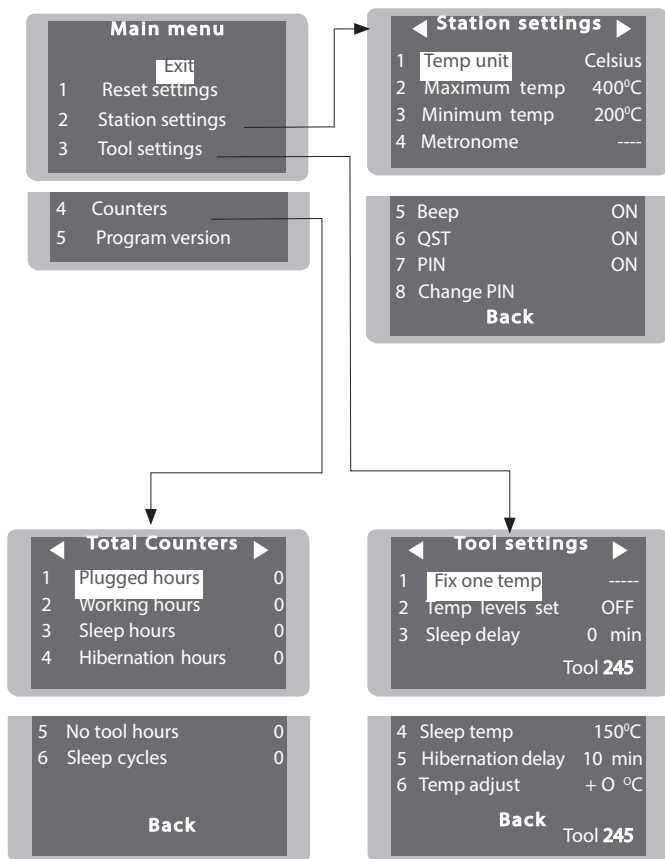 Main menu
Exit
1 Reset settings
2 Station settings
3 Tool settings
4 Counters
5 Program version
Station settings
1 Temp unit Celsius
2 Maximum temp 400⁰C
3 Minimum temp 200⁰C
4 Metronome ----
5 Beep ON
6 QST ON
7 PIN ON
8 Change PIN
Back
Total Counters
1 Plugged hours 0
2 Working hours 0
3 Sleep hours 0
4 Hibernation hours 0
5 No tool hours 0
6 Sleep cycles 0
Back
Tool settings
1 Fix one temp -----
2 Temp levels set OFF
3 Sleep delay 0 min
Tool 245
4 Sleep temp 150⁰C
5 Hibernation delay 10 min
6 Temp adjust + O ᴼC
Back
Tool 245